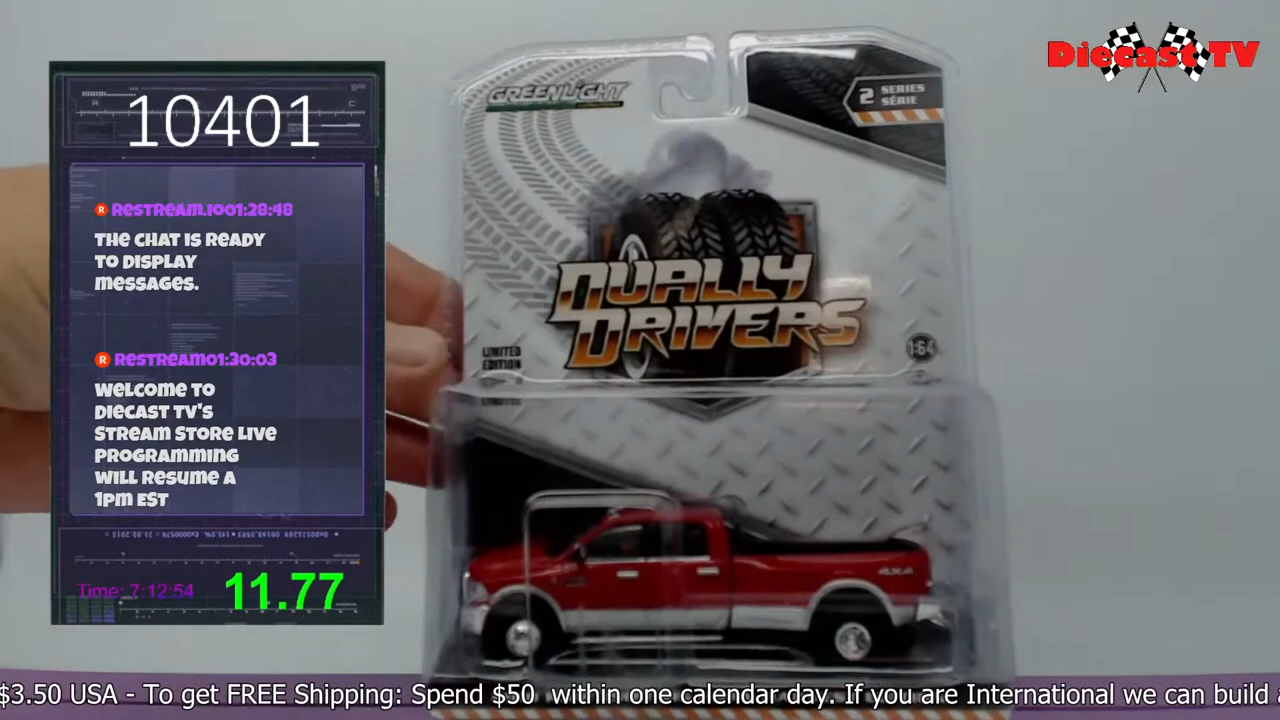 10401
Restream.io01:28:48
The chat is ready
to display
messages.
Restream01:30:03
Welcome to
Diecast TV's
Stream Store Live
programming
will resume a
1pm EST
Time: 7:12:54
11.77
Diecast TV
GREENLIGHT
2 SERIES
SÉRIE
DUALLY
DRIVERS
LIMITED
EDITION
1:64
4X4
$3.50 USA - To get FREE Shipping: Spend $50 within one calendar day. If you are International we can build